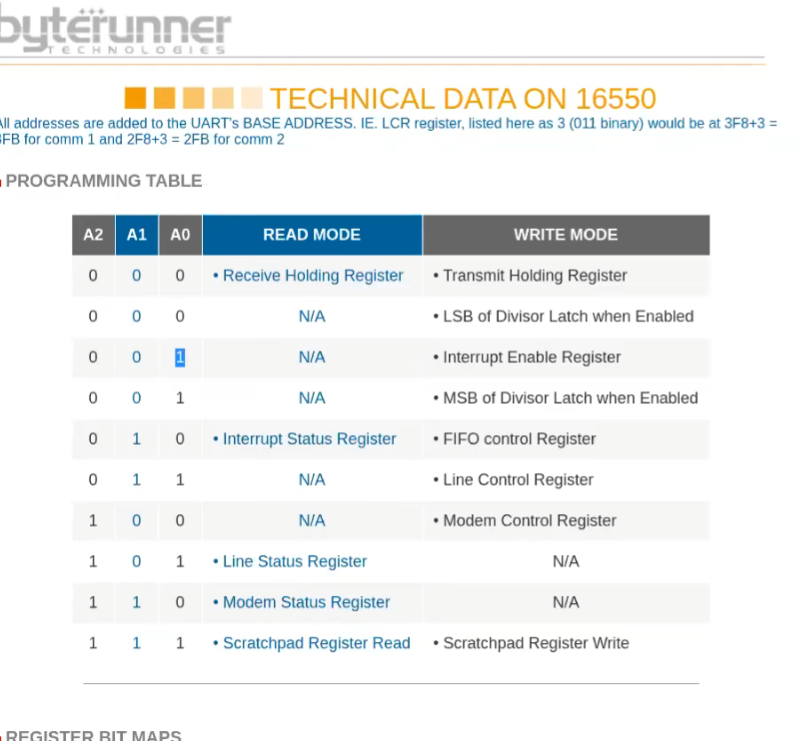 byterunner
TECHNOLOGIES
TECHNICAL DATA ON 16550
All addresses are added to the UART's BASE ADDRESS. IE. LCR register, listed here as 3 (011 binary) would be at 3F8+3 =
3FB for comm 1 and 2F8+3 = 2FB for comm 2
PROGRAMMING TABLE
A2 A1 A0 READ MODE WRITE MODE
0 0 0 • Receive Holding Register • Transmit Holding Register
0 0 0 N/A • LSB of Divisor Latch when Enabled
0 0 1 N/A • Interrupt Enable Register
0 0 1 N/A • MSB of Divisor Latch when Enabled
0 1 0 • Interrupt Status Register • FIFO control Register
0 1 1 N/A • Line Control Register
1 0 0 N/A • Modem Control Register
1 0 1 • Line Status Register N/A
1 1 0 • Modem Status Register N/A
1 1 1 • Scratchpad Register Read • Scratchpad Register Write
REGISTER BIT MAPS